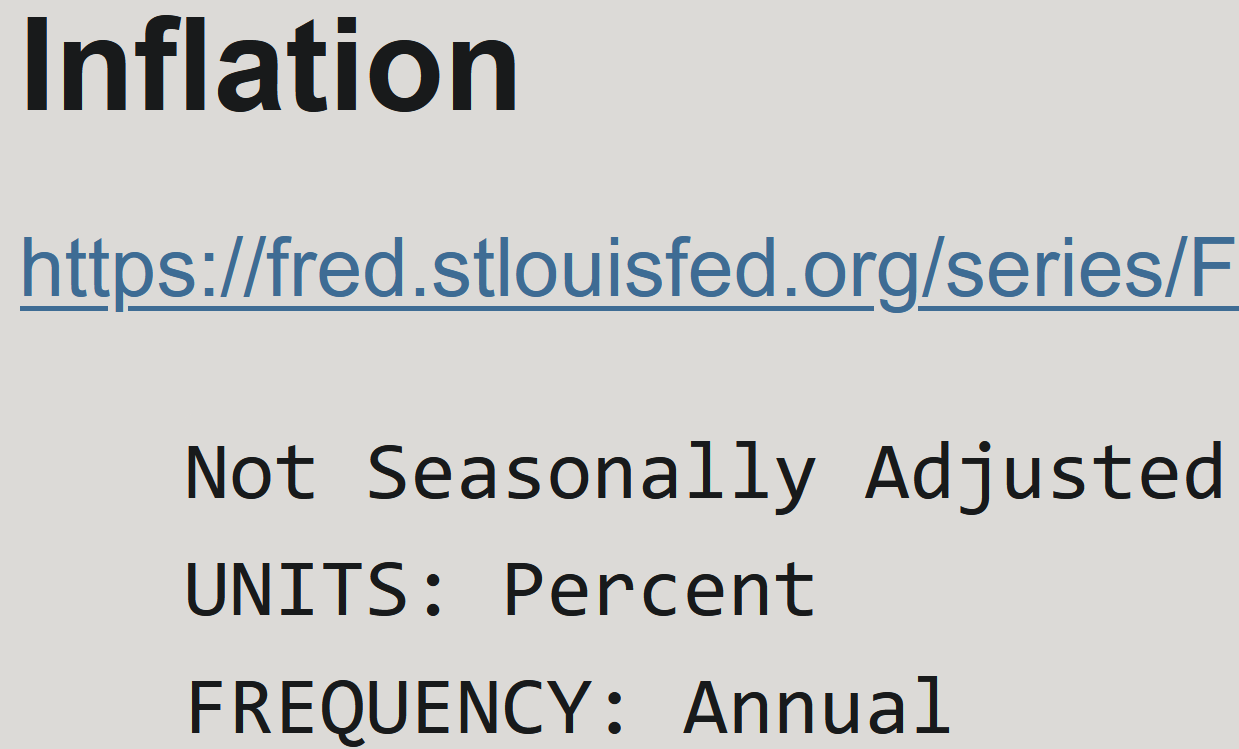 Inflation
https://fred.stlouisfed.org/series/F
Not Seasonally Adjusted
UNITS: Percent
FREQUENCY: Annual